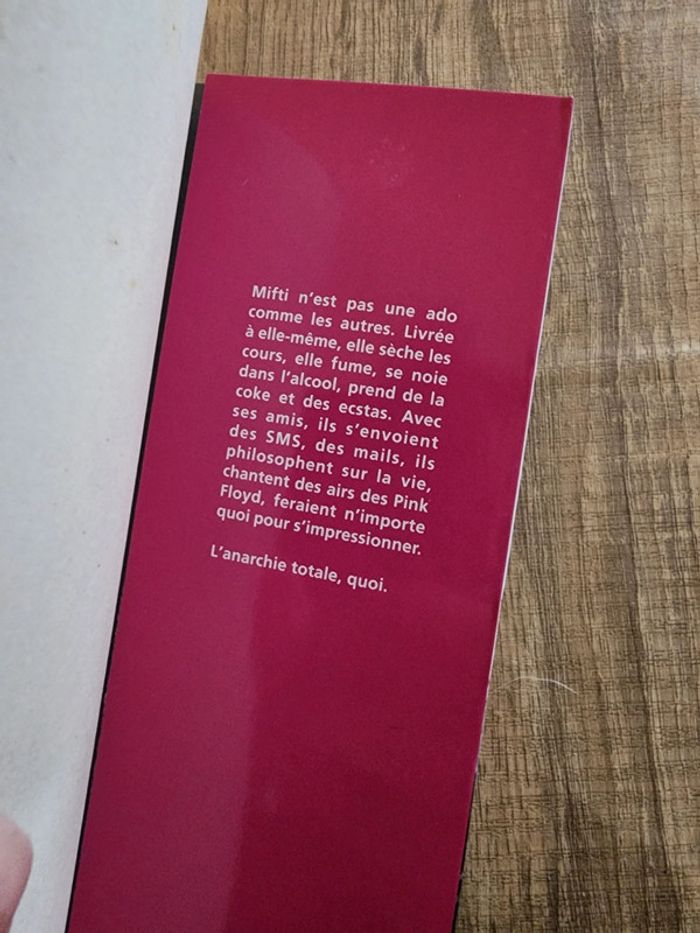 Mifti n'est pas une ado
comme les autres. Livrée
à elle-même, elle sèche les
cours, elle fume, se noie
dans l'alcool, prend de la
coke et des ecstas. Avec
ses amis, ils s'envoient
des SMS, des mails, ils
philosophent sur la vie,
chantent des airs des Pink
Floyd, feraient n'importe
quoi pour s'impressionner.
L'anarchie totale, quoi.